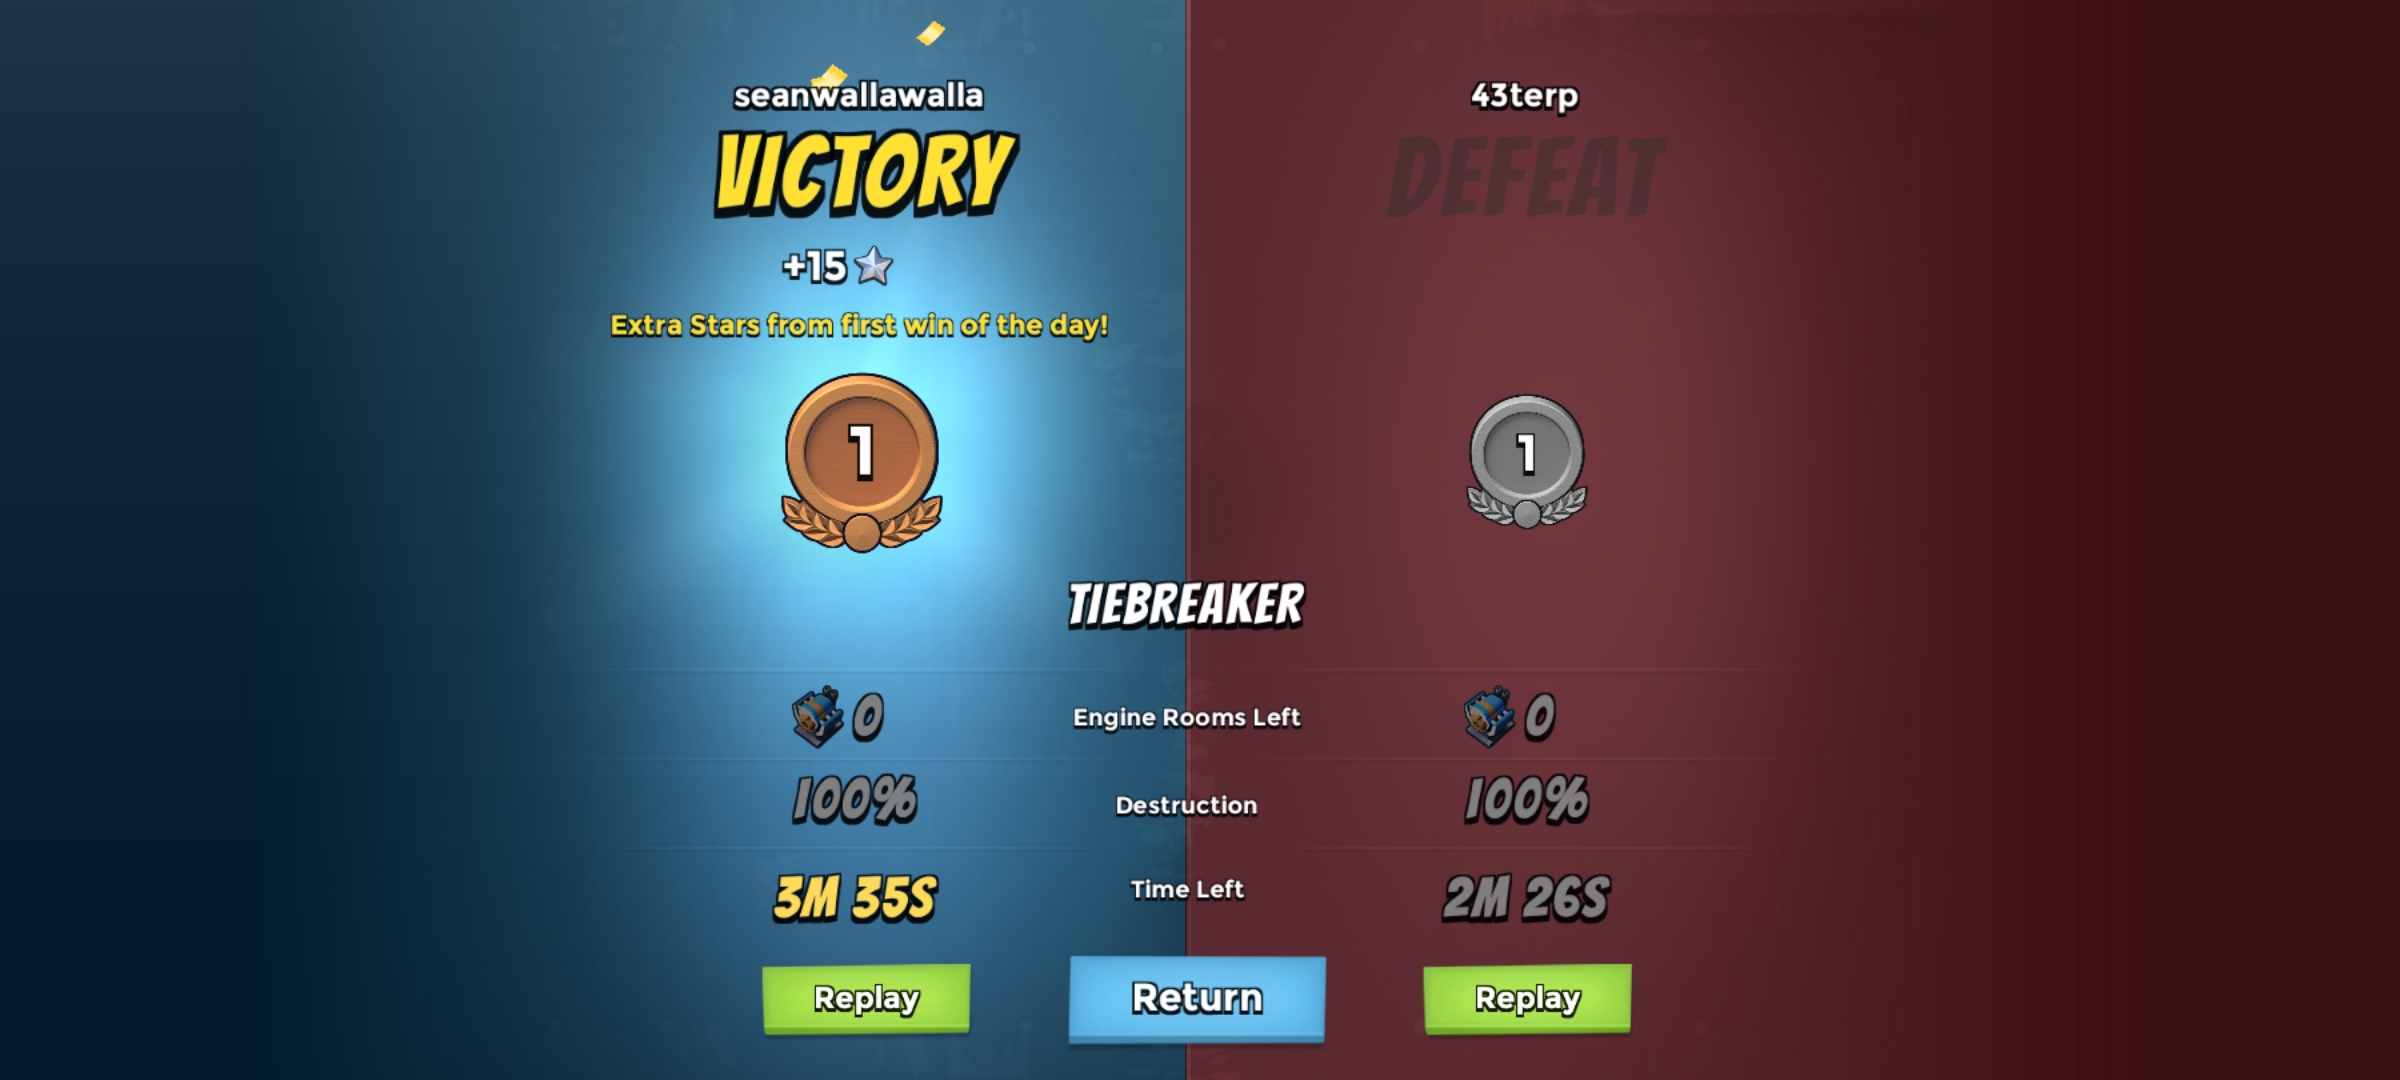 seanwallawalla
VICTORY
+15
Extra Stars from first win of the day!
1
43terp
DEFEAT
1
TIEBREAKER
0 Engine Rooms Left 0
100% Destruction 100%
3M 35S Time Left 2M 26S
Replay Return Replay